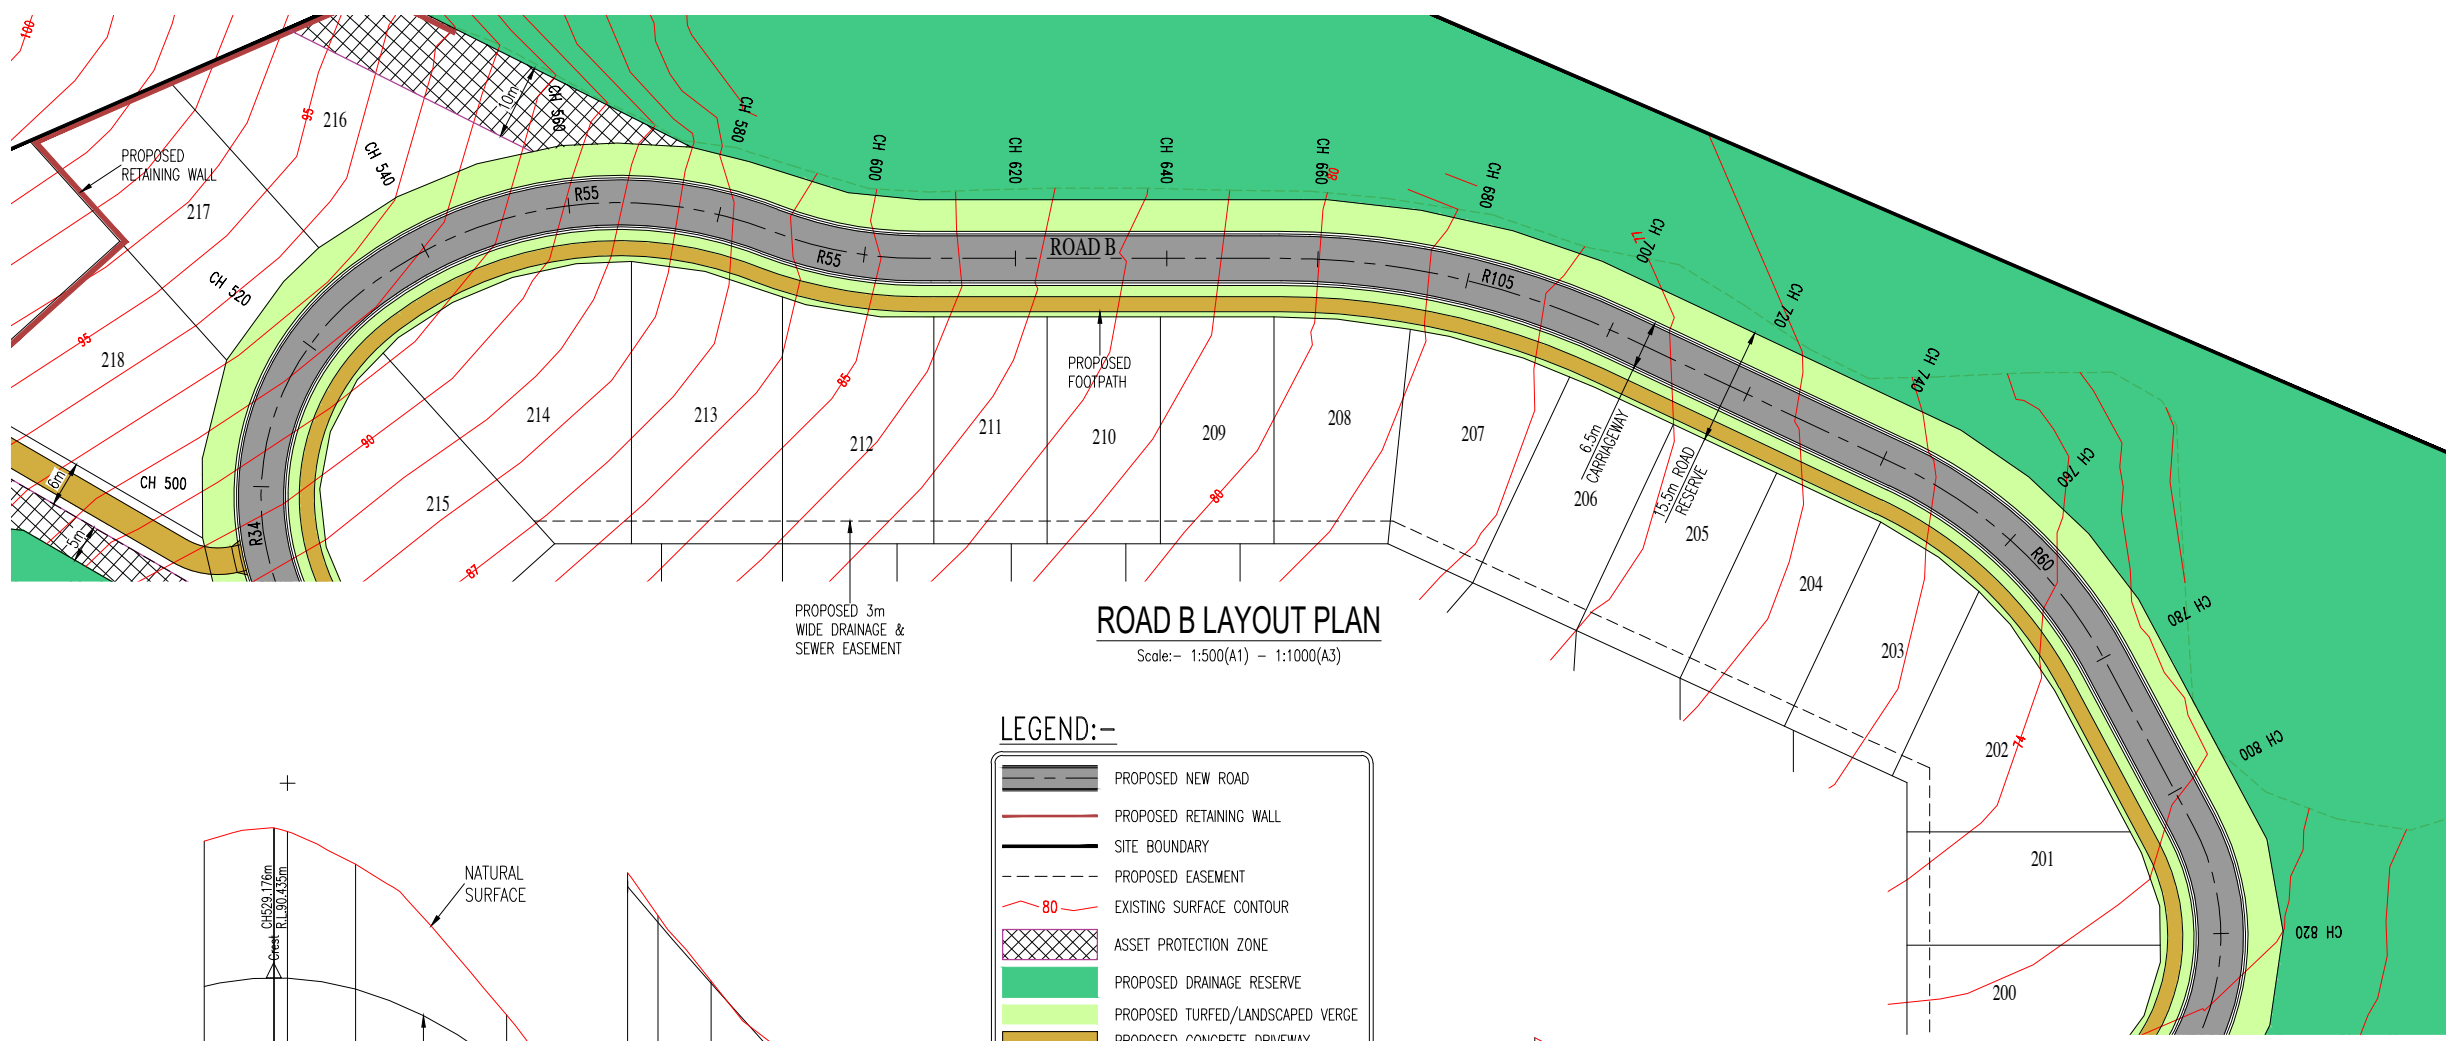 100
95
216
10m
CH 560
CH 580
CH 600
CH 620
CH 640
CH 660
80
CH 680
CH 700
77
CH 720
CH 740
CH 760
CH 780
CH 800
CH 820
PROPOSED
RETAINING WALL
217
CH 540
CH 520
R55
R55
ROAD B
R105
R60
95
218
90
CH 500
6m
5m
R34
87
215
214
213
85
212
211
210
209
80
208
207
206
205
204
203
202
74
201
200
PROPOSED
FOOTPATH
6.5m
CARRIAGEWAY
15.5m ROAD
RESERVE
PROPOSED 3m
WIDE DRAINAGE &
SEWER EASEMENT
ROAD B LAYOUT PLAN
Scale:- 1:500(A1) - 1:1000(A3)
LEGEND:-
PROPOSED NEW ROAD
PROPOSED RETAINING WALL
SITE BOUNDARY
PROPOSED EASEMENT
80
EXISTING SURFACE CONTOUR
ASSET PROTECTION ZONE
PROPOSED DRAINAGE RESERVE
PROPOSED TURFED/LANDSCAPED VERGE
PROPOSED CONCRETE DRIVEWAY
NATURAL
SURFACE
Crest CH529.176m
R.L.90.435m